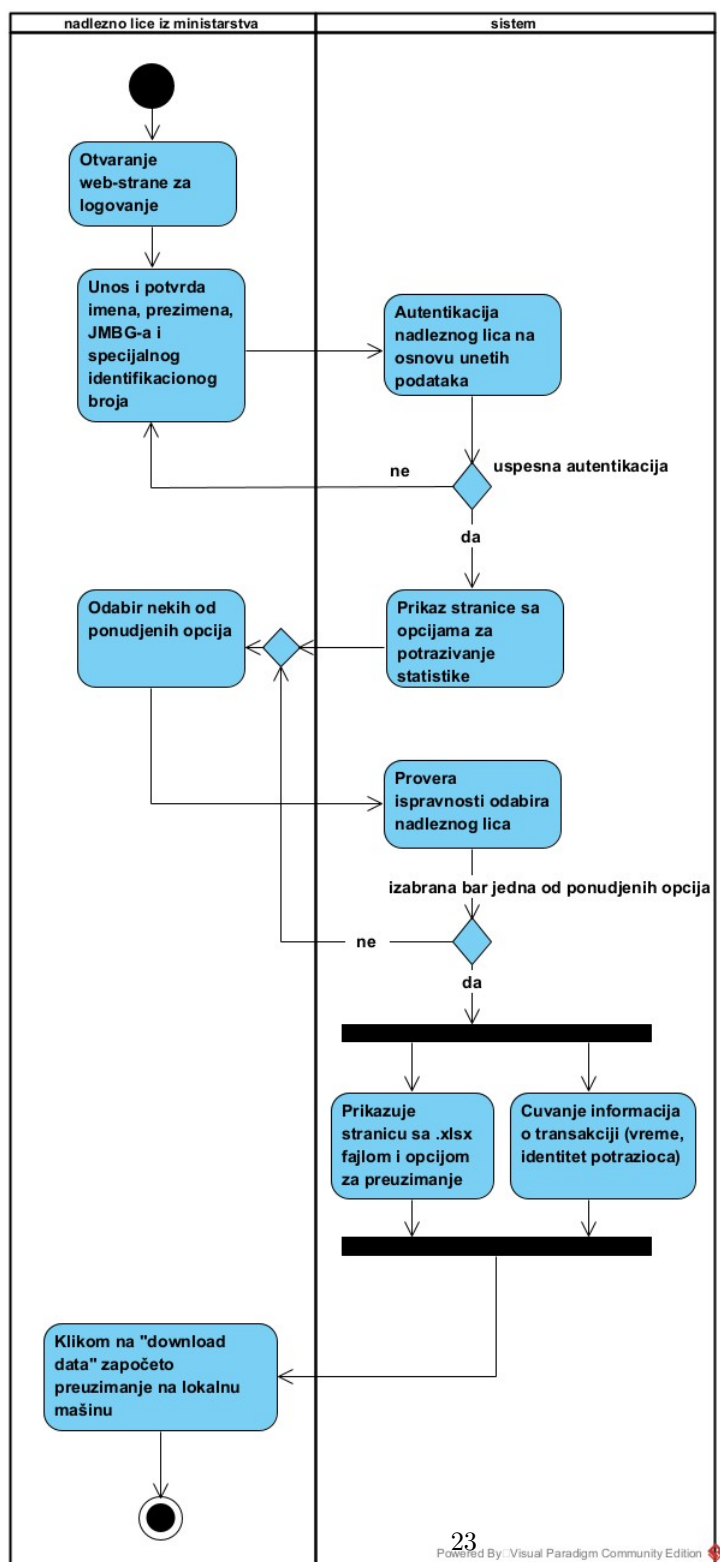 nadlezno lice iz ministarstva
sistem
Otvaranje
web-strane za
logovanje
Unos i potvrda
imena, prezimena,
JMBG-a i
specijalnog
identifikacionog
broja
Autentikacija
nadleznog lica na
osnovu unetih
podataka
ne
uspesna autentikacija
da
Odabir nekih od
ponudjenih opcija
Prikaz stranice sa
opcijama za
potrazivanje
statistike
Provera
ispravnosti odabira
nadleznog lica
izabrana bar jedna od ponudjenih opcija
ne
da
Prikazuje
stranicu sa .xlsx
fajlom i opcijom
za preuzimanje
Cuvanje informacija
o transakciji (vreme,
identitet potrazioca)
Klikom na "download
data" započeto
preuzimanje na lokalnu
mašinu
23
Powered By Visual Paradigm Community Edition